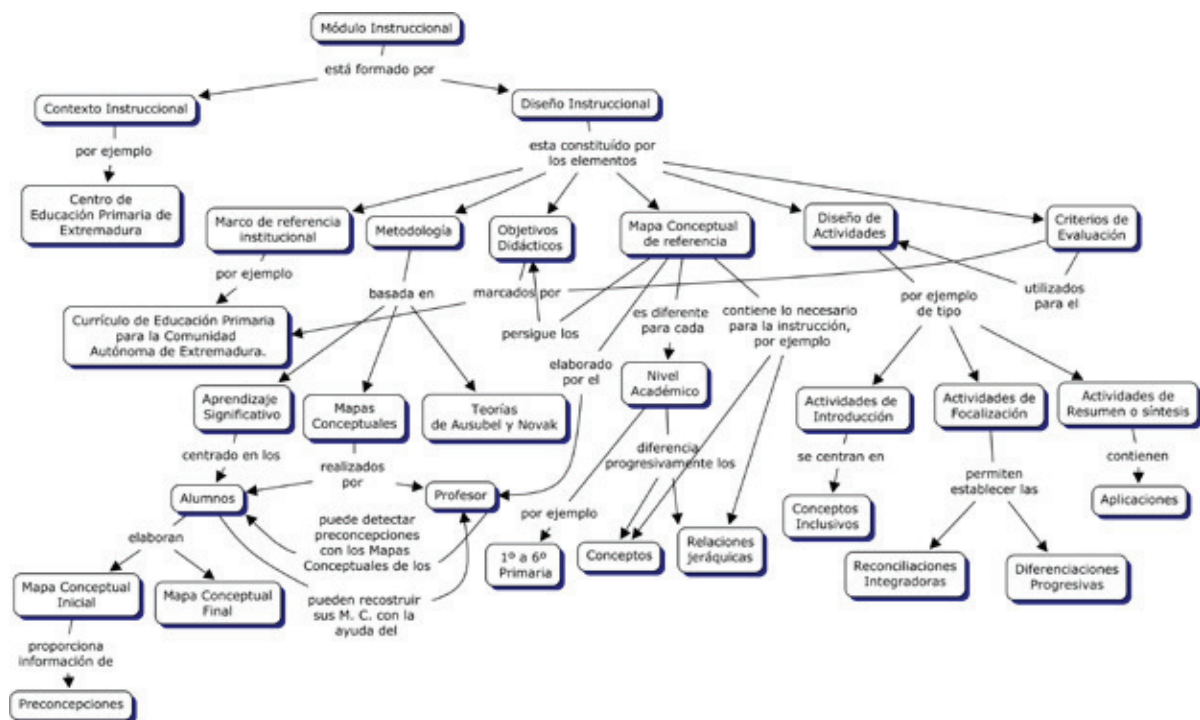 Módulo Instruccional
está formado por
Contexto Instruccional
Diseño Instruccional
por ejemplo
esta constituído por
los elementos
Centro de
Educación Primaria de
Extremadura
Marco de referencia
institucional
Metodología
Objetivos
Didácticos
Mapa Conceptual
de referencia
Diseño de
Actividades
Criterios de
Evaluación
por ejemplo
basada en
marcados por
persigue los
es diferente
para cada
contiene lo necesario
para la instrucción,
por ejemplo
por ejemplo
de tipo
utilizados
para el
Currículo de Educación Primaria
para la Comunidad
Autónoma de Extremadura.
elaborado
por el
Nivel
Académico
Aprendizaje
Significativo
Mapas
Conceptuales
Teorías
de Ausubel y Novak
Actividades de
Introducción
Actividades de
Focalización
Actividades de
Resumen o síntesis
centrado en los
realizados
por
diferencia
progresivamente los
se centran en
permiten
establecer las
contienen
Alumnos
Profesor
Conceptos
Inclusivos
Aplicaciones
elaboran
puede detectar
preconcepciones
con los Mapas
Conceptuales de los
por ejemplo
1º a 6º
Primaria
Conceptos
Relaciones
jeráquicas
Reconciliaciones
Integradoras
Diferenciaciones
Progresivas
Mapa Conceptual
Inicial
Mapa Conceptual
Final
pueden recostruir
sus M. C. con la
ayuda del
proporciona
información de
Preconcepciones